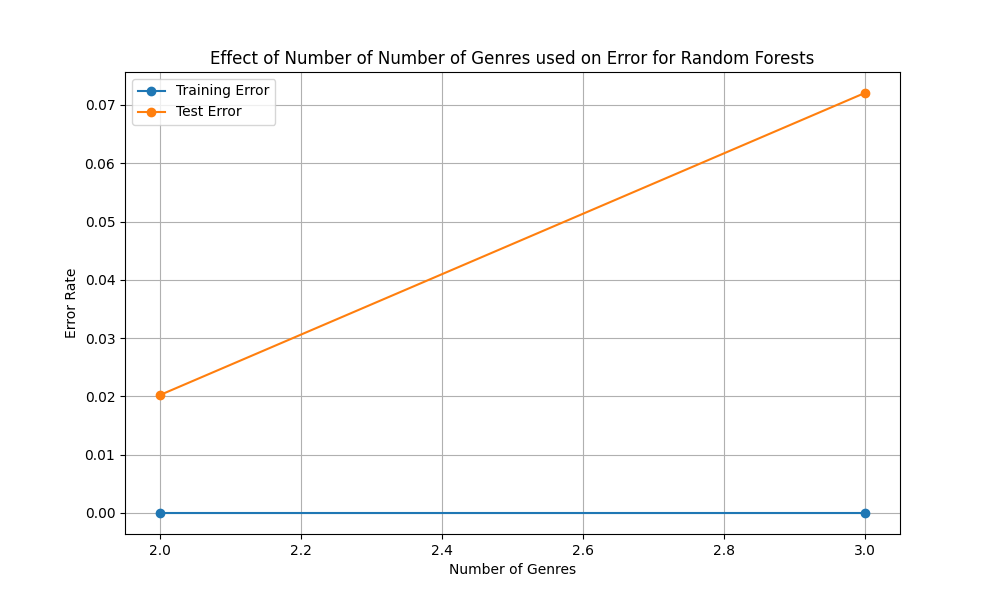 Effect of Number of Number of Genres used on Error for Random Forests
Training Error
Test Error
0.07
0.06
0.05
0.04
0.03
0.02
0.01
0.00
Error Rate
2.0 2.2 2.4 2.6 2.8 3.0
Number of Genres